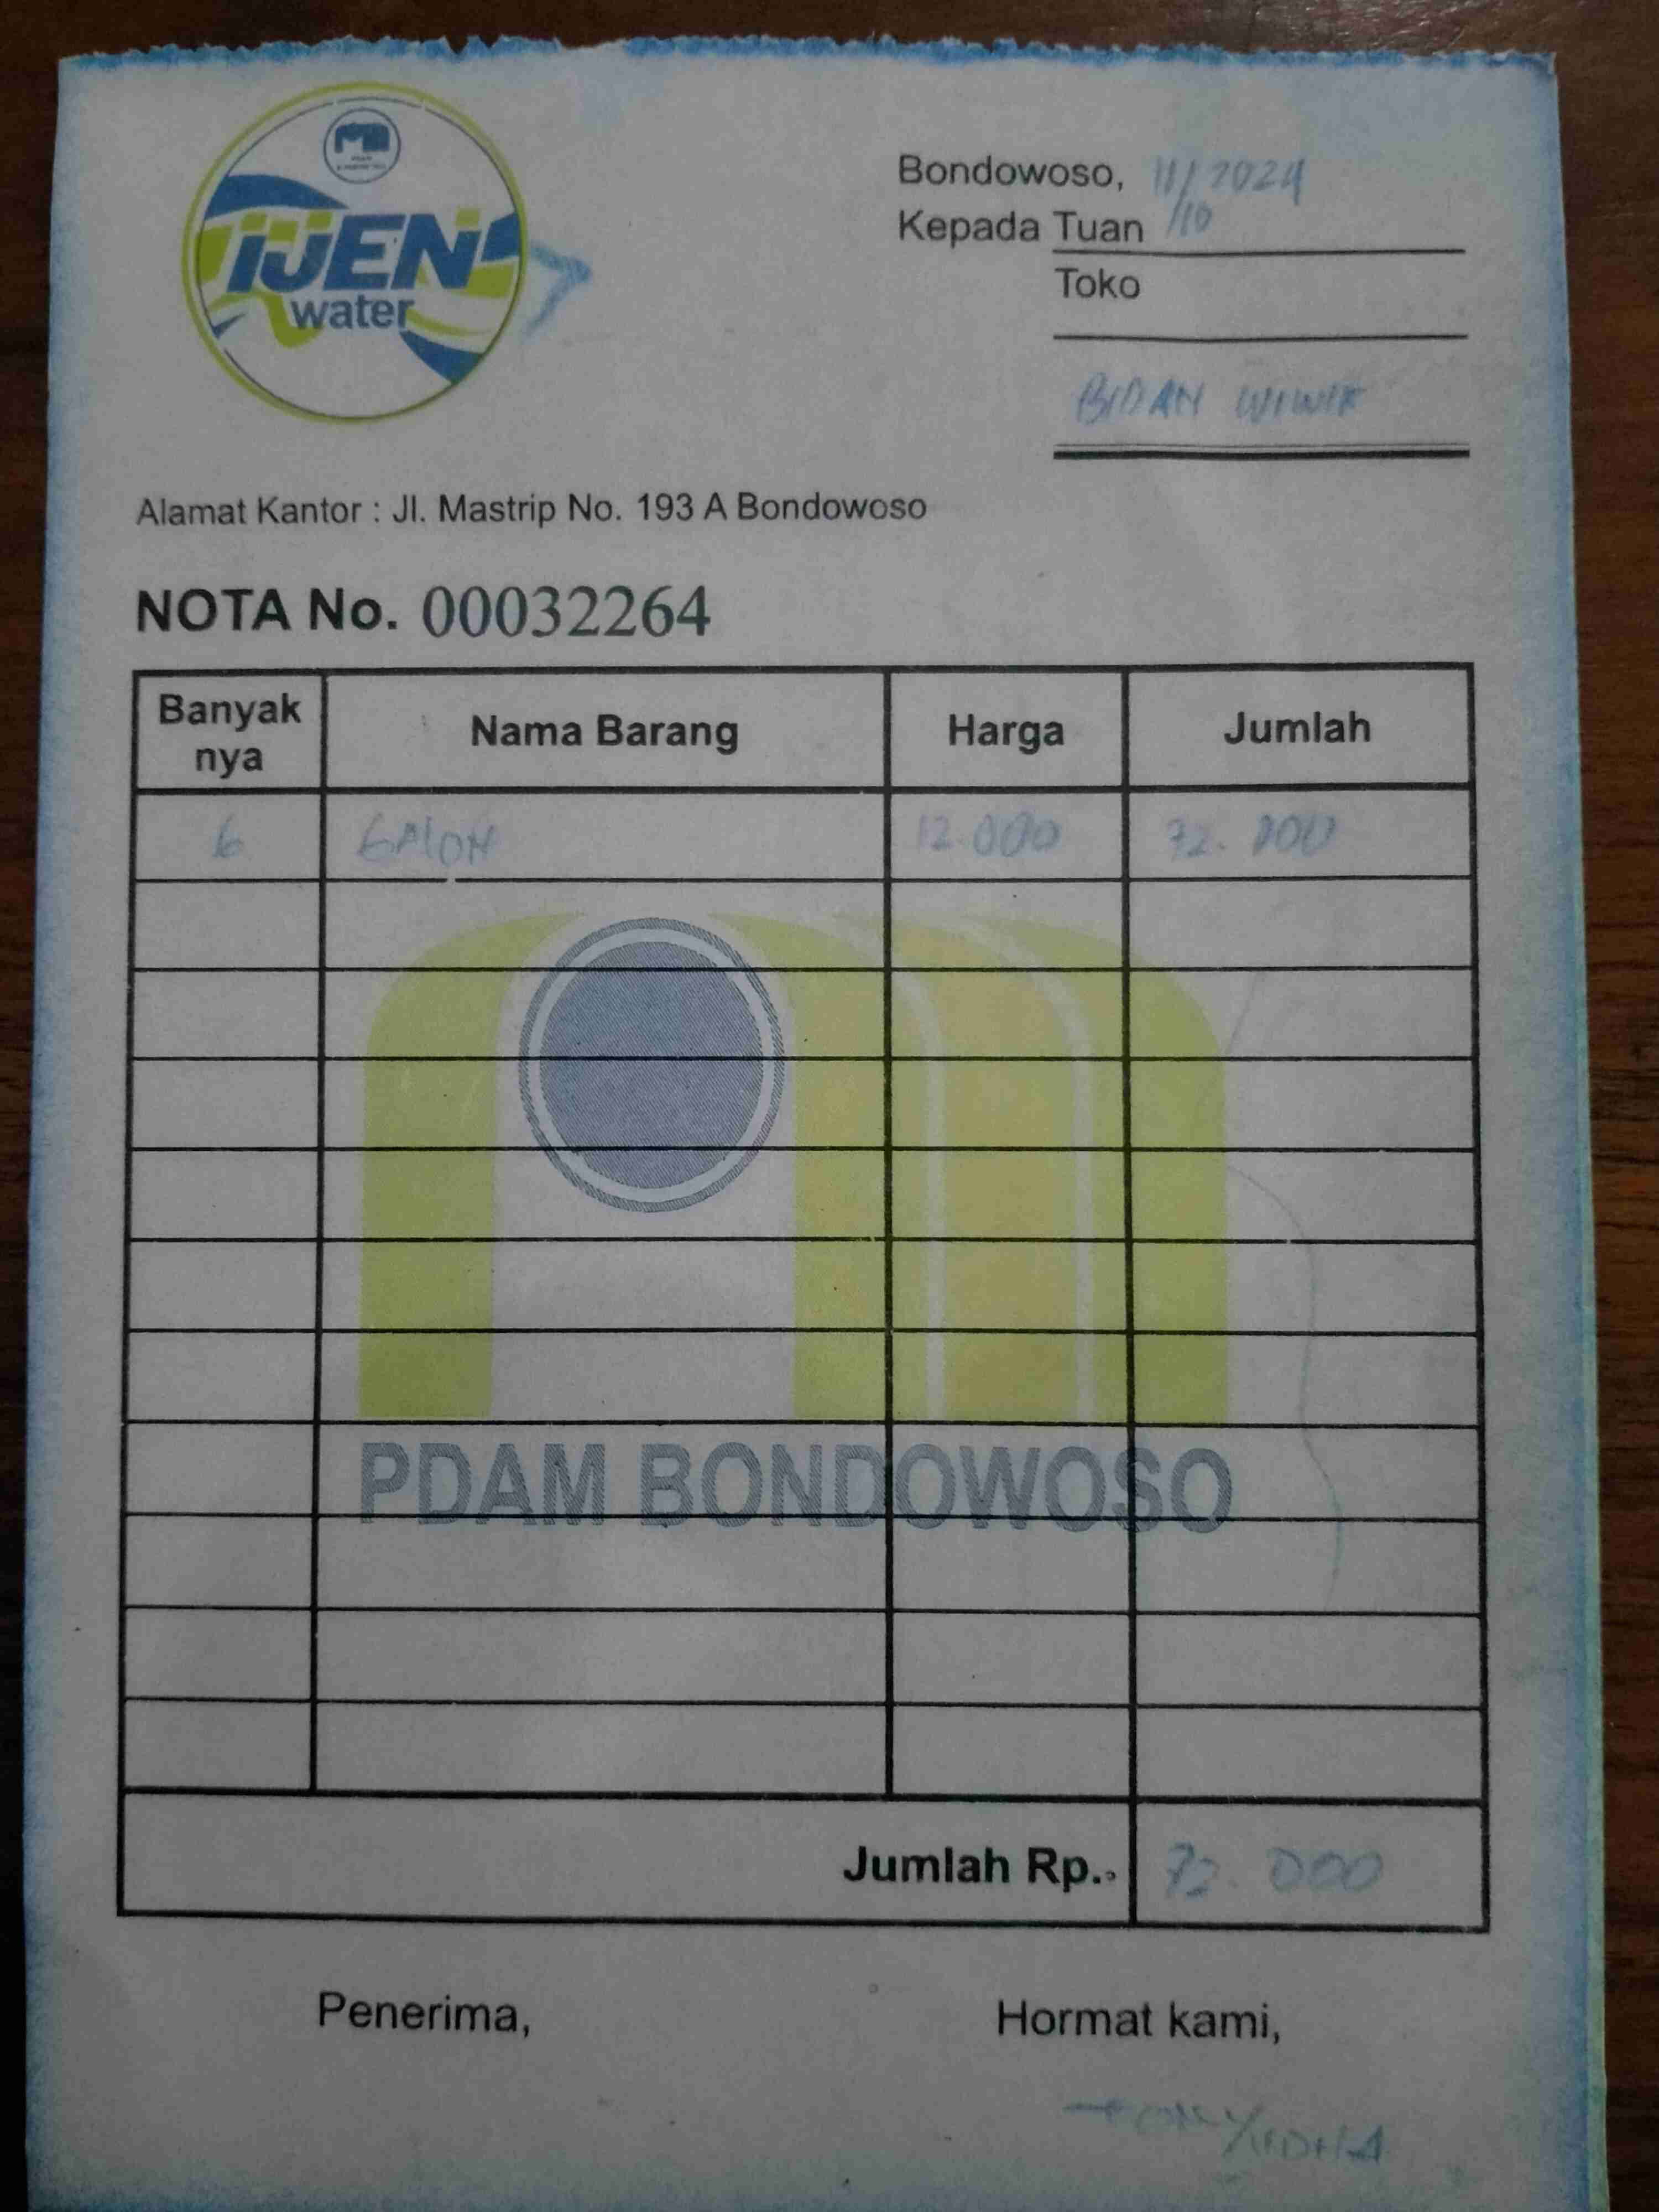 IJEN
water
Bondowoso, 11/10/2024
Kepada Tuan
Toko
BIDAN WIWIK
Alamat Kantor : Jl. Mastrip No. 193 A Bondowoso
NOTA No. 00032264
Banyak nya Nama Barang Harga Jumlah
6 GALON 12.000 72.000
PDAM BONDOWOSO
Jumlah Rp. 72.000
Penerima, Hormat kami,